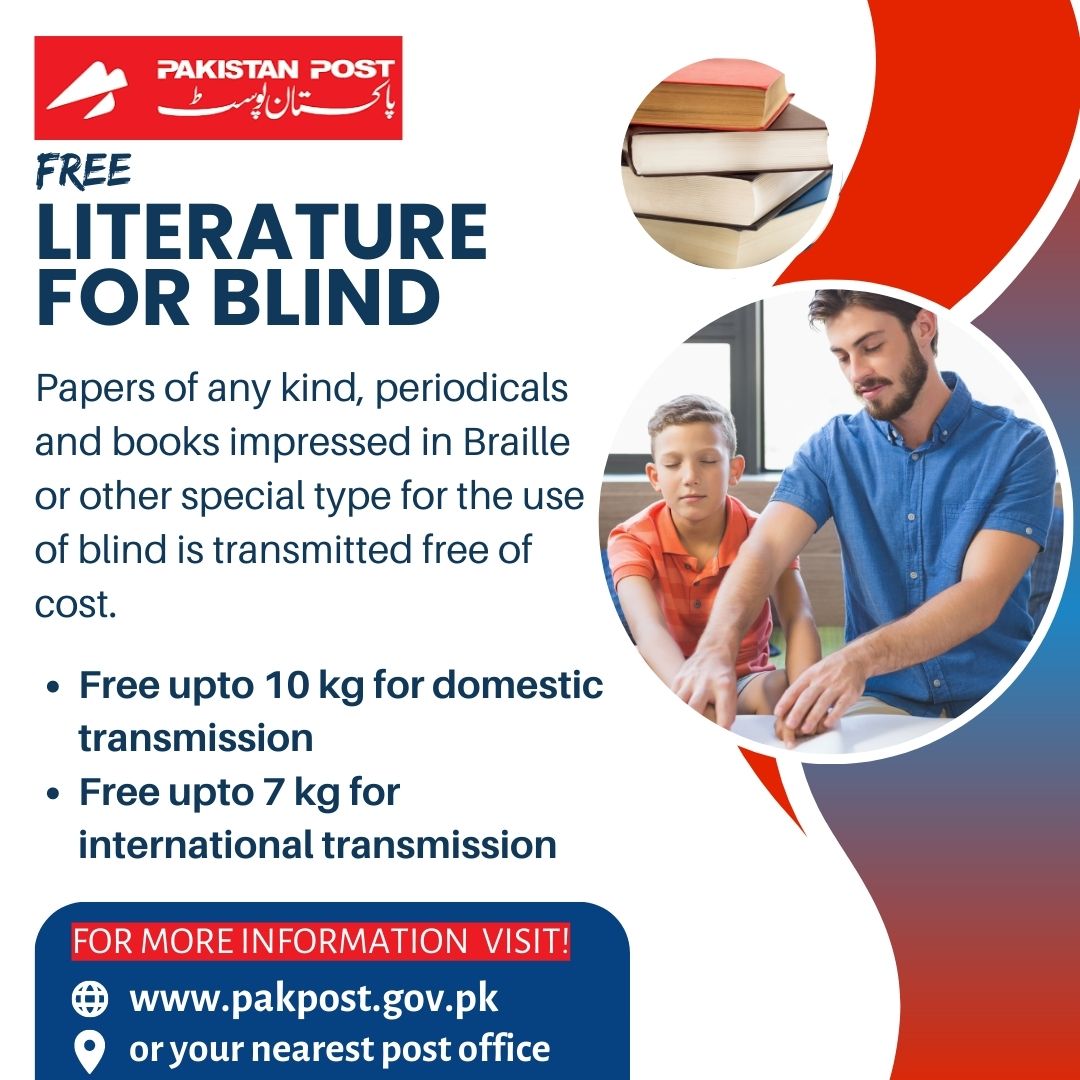 PAKISTAN POST
پاکستان پوسٹ
FREE
LITERATURE
FOR BLIND
Papers of any kind, periodicals
and books impressed in Braille
or other special type for the use
of blind is transmitted free of
cost.
• Free upto 10 kg for domestic
transmission
• Free upto 7 kg for
international transmission
FOR MORE INFORMATION VISIT!
www.pakpost.gov.pk
or your nearest post office